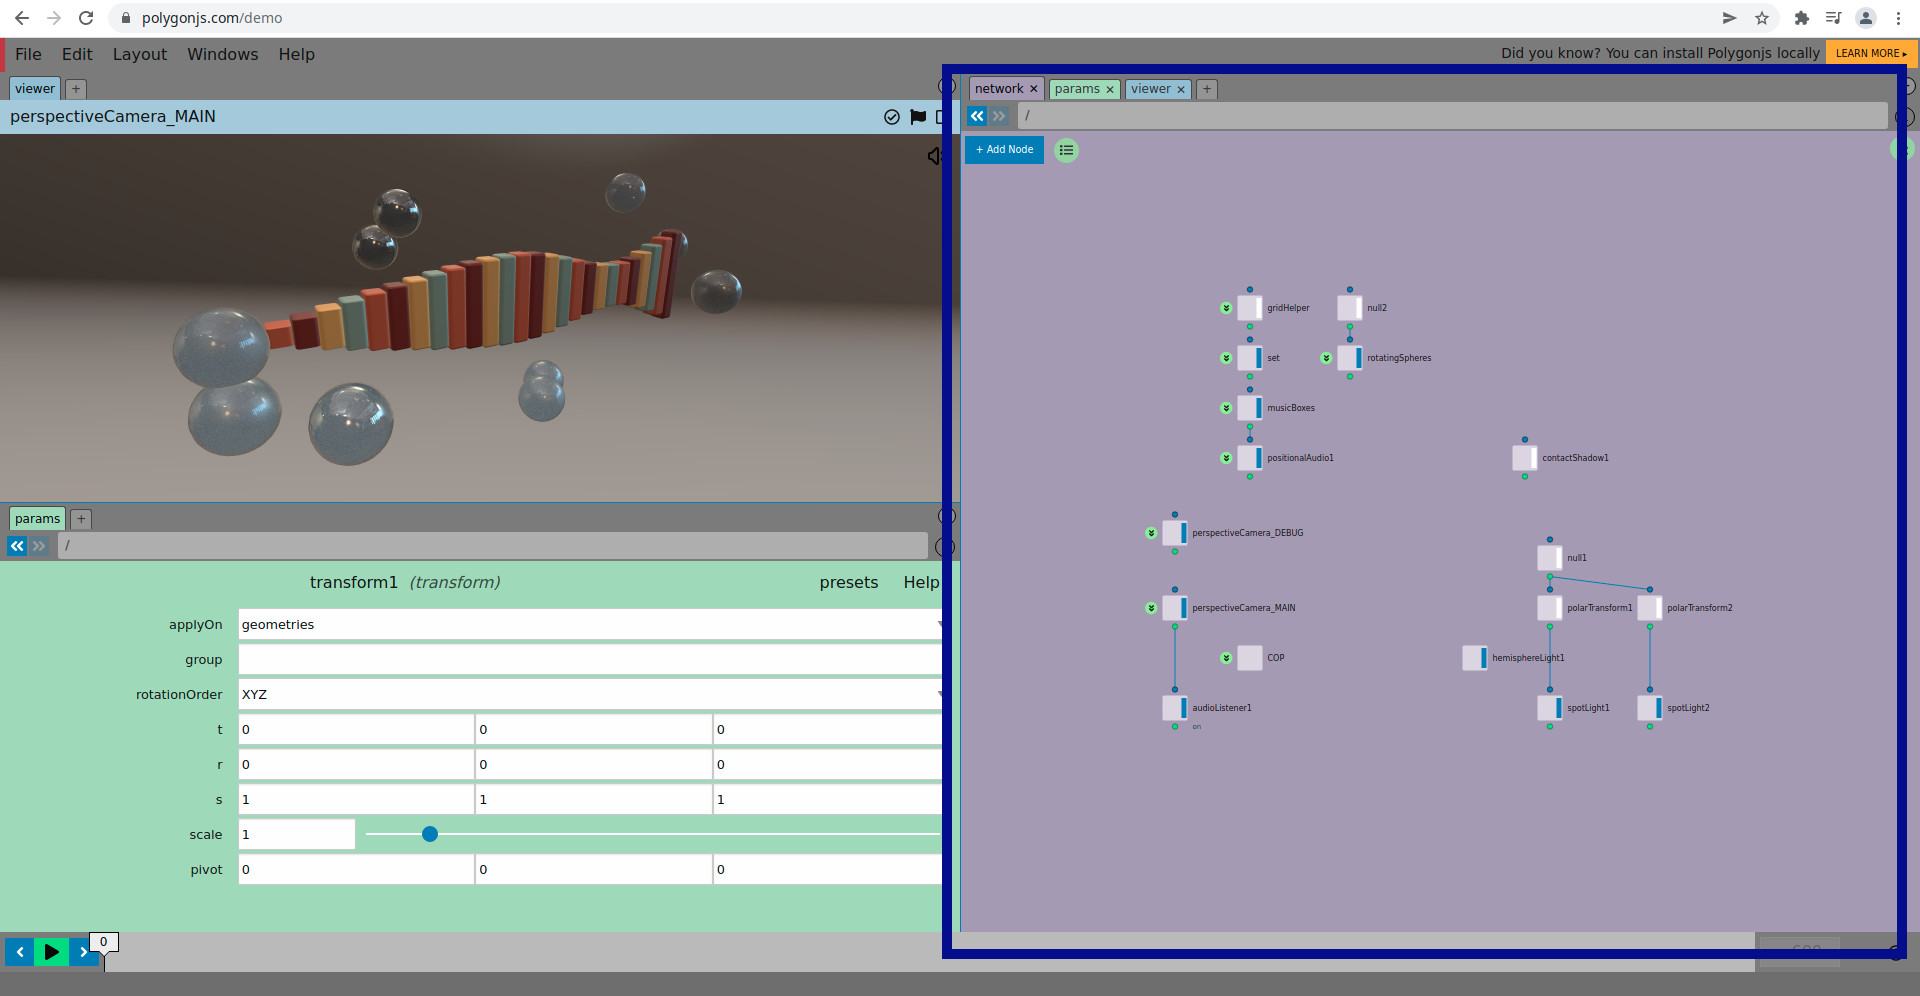 polygonjs.com/demo
File Edit Layout Windows Help
Did you know? You can install Polygonjs locally
LEARN MORE ▸
viewer +
perspectiveCamera_MAIN
params +
/
transform1 (transform) presets Help
applyOn geometries
group
rotationOrder XYZ
t 0 0 0
r 0 0 0
s 1 1 1
scale 1
pivot 0 0 0
0
network × params × viewer × +
/
+ Add Node
gridHelper null2
set rotatingSpheres
musicBoxes
positionalAudio1 contactShadow1
perspectiveCamera_DEBUG
null1
perspectiveCamera_MAIN polarTransform1 polarTransform2
COP hemisphereLight1
audioListener1 spotLight1 spotLight2
on